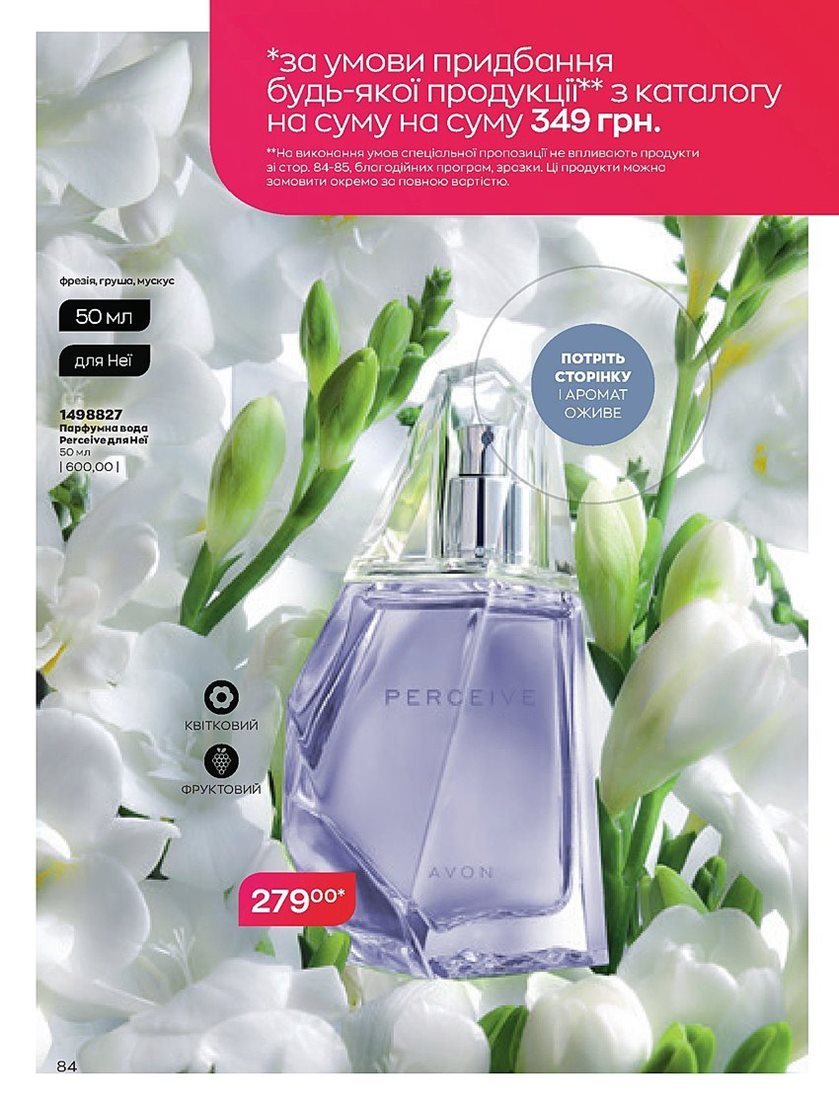 *за умови придбання
будь-якої продукції** з каталогу
на суму на суму 349 грн.
**На виконання умов спеціальної пропозиції не впливають продукти
зі стор. 84-85, благодійних програм, зразки. Ці продукти можна
замовити окремо за повною вартістю.
фрезія, груша, мускус
50 мл
для Неї
1498827
Парфумна вода
Perceive для Неї
50 мл
| 600,00 |
ПОТРІТЬ
СТОРІНКУ
І АРОМАТ
ОЖИВЕ
PERCEIVE
КВІТКОВИЙ
ФРУКТОВИЙ
AVON
279⁰⁰*
84